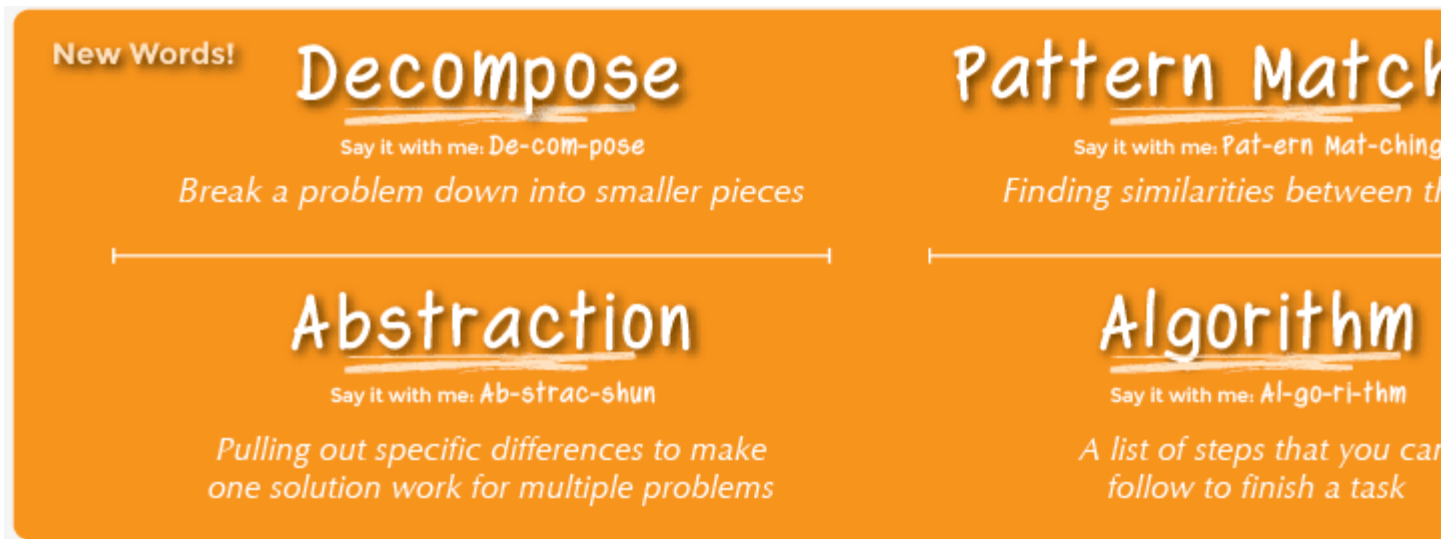 New Words!
Decompose
Say it with me: De-com-pose
Break a problem down into smaller pieces
Pattern Matc
Say it with me: Pat-ern Mat-ching
Finding similarities between
Abstraction
Say it with me: Ab-strac-shun
Pulling out specific differences to make
one solution work for multiple problems
Algorithm
Say it with me: Al-go-ri-thm
A list of steps that you can
follow to finish a task